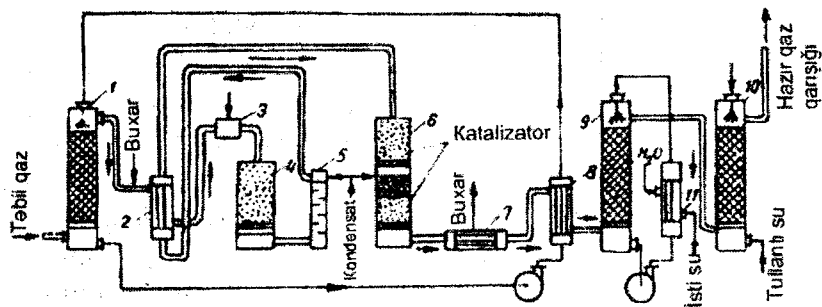 Təbii qaz
1
Buxar
2
3
4
5
Kondensat
6
Katalizator
Buxar
7
8
9
H₂O
11
isti su
10
Hazır qaz
qarışığı
Tullantı su